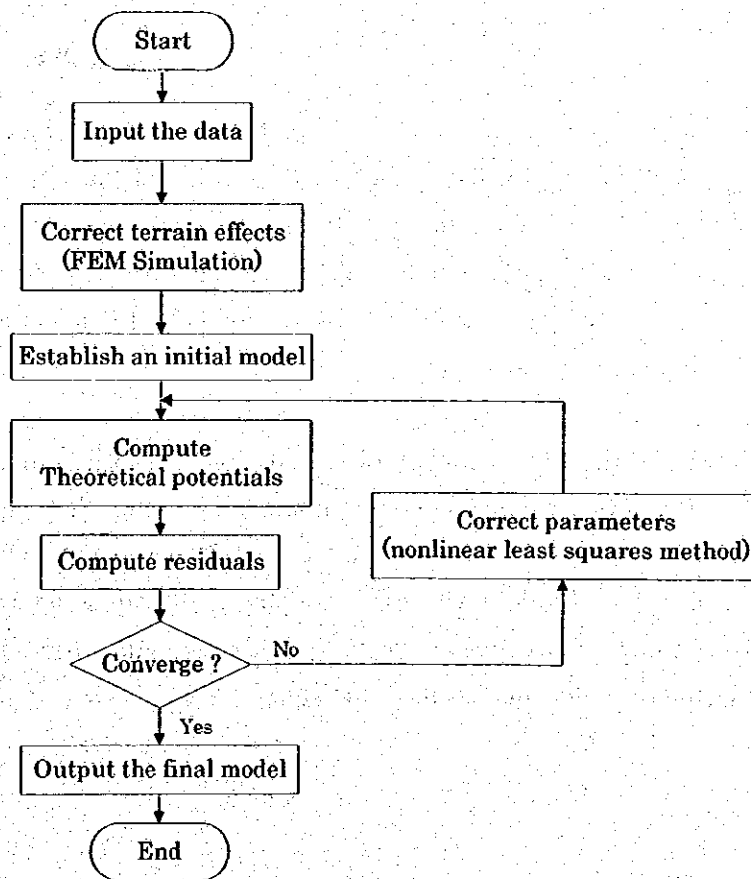 Start
Input the data
Correct terrain effects
(FEM Simulation)
Establish an initial model
Compute
Theoretical potentials
Compute residuals
Converge ?
No
Correct parameters
(nonlinear least squares method)
Yes
Output the final model
End